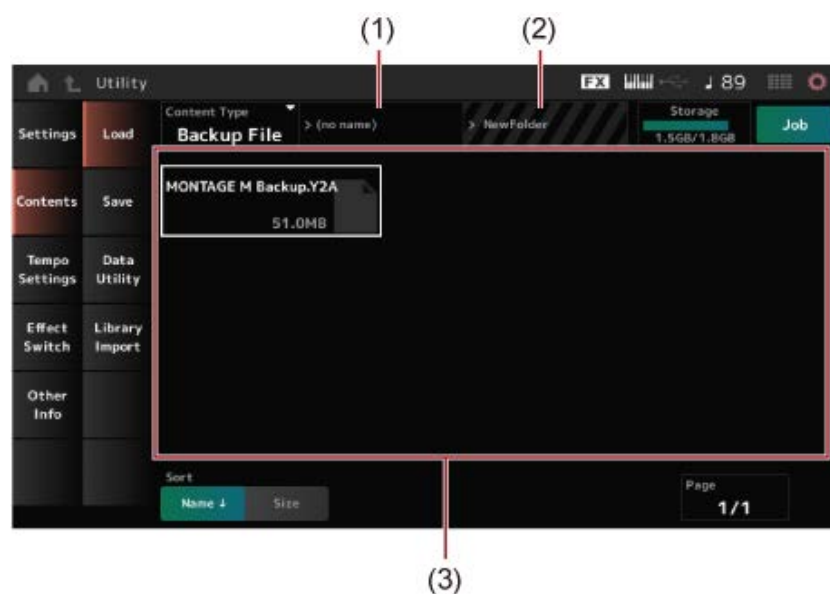 (1) (2)
Utility FX ♩ 89
Content Type Storage
Settings Load Backup File > (no name) > NewFolder 1.5GB/1.8GB Job
MONTAGE M Backup.Y2A
Contents Save
51.0MB
Tempo Settings Data Utility
Effect Switch Library Import
Other Info
Sort Page
Name ↓ Size 1/1
(3)